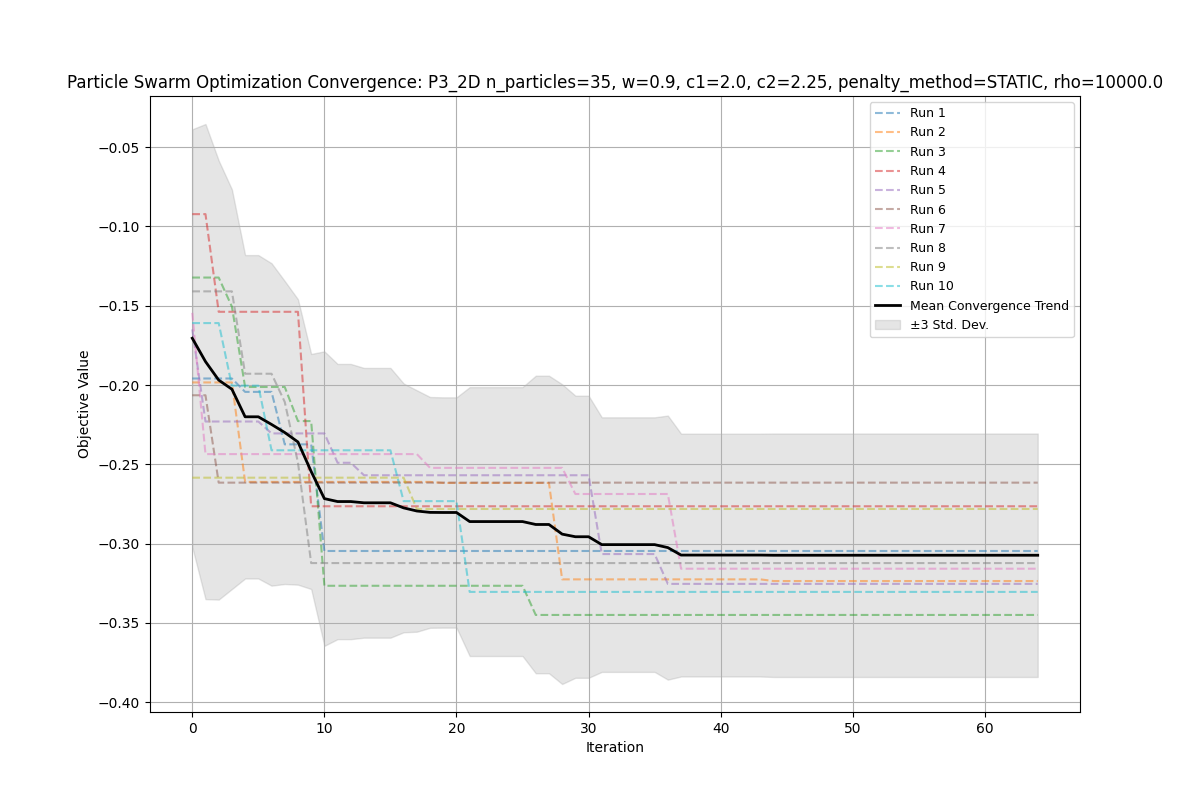 Particle Swarm Optimization Convergence: P3_2D n_particles=35, w=0.9, c1=2.0, c2=2.25, penalty_method=STATIC, rho=10000.0
Run 1
Run 2
Run 3
Run 4
Run 5
Run 6
Run 7
Run 8
Run 9
Run 10
Mean Convergence Trend
±3 Std. Dev.
Objective Value
−0.05
−0.10
−0.15
−0.20
−0.25
−0.30
−0.35
−0.40
0 10 20 30 40 50 60
Iteration